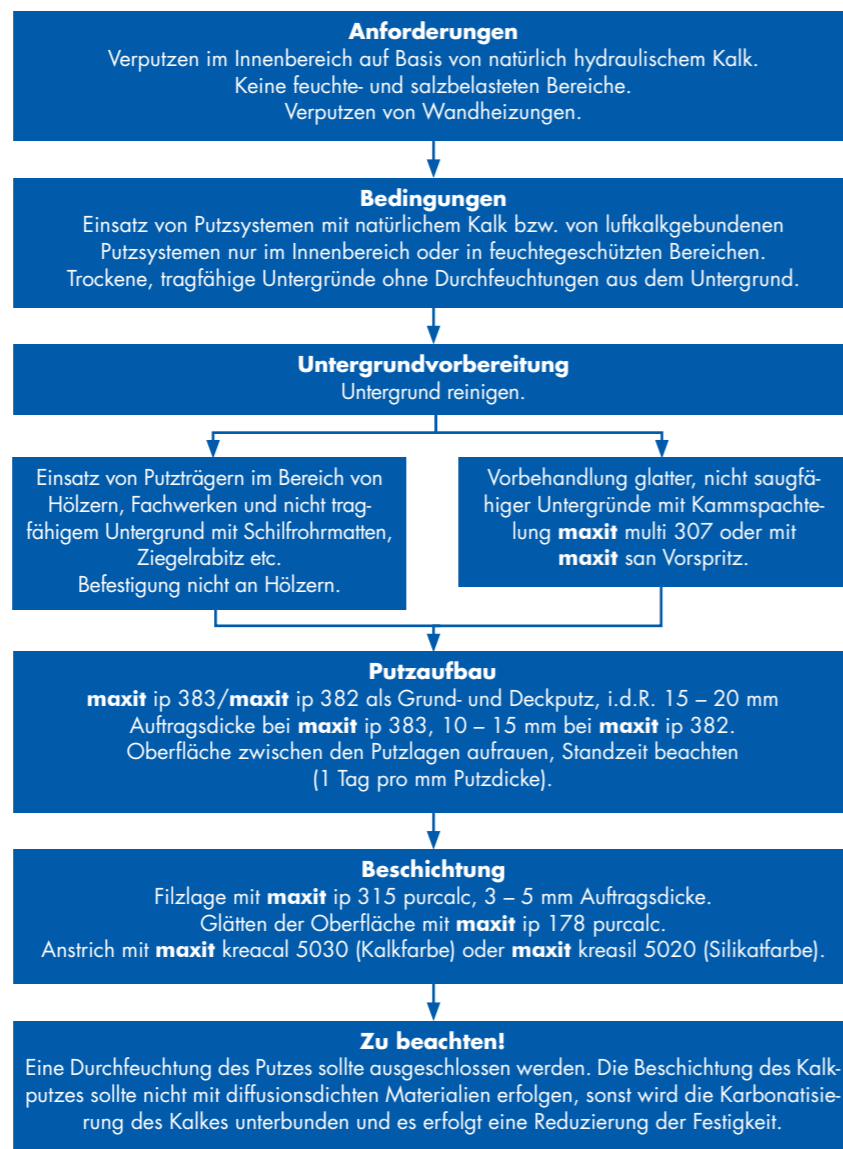 Anforderungen
Verputzen im Innenbereich auf Basis von natürlich hydraulischem Kalk.
Keine feuchte- und salzbelasteten Bereiche.
Verputzen von Wandheizungen.
Bedingungen
Einsatz von Putzsystemen mit natürlichem Kalk bzw. von luftkalkgebundenen
Putzsystemen nur im Innenbereich oder in feuchtegeschützten Bereichen.
Trockene, tragfähige Untergründe ohne Durchfeuchtungen aus dem Untergrund.
Untergrundvorbereitung
Untergrund reinigen.
Einsatz von Putzträgern im Bereich von
Hölzern, Fachwerken und nicht trag-
fähigem Untergrund mit Schilfrohrmatten,
Ziegelrabitz etc.
Befestigung nicht an Hölzern.
Vorbehandlung glatter, nicht saugfä-
higer Untergründe mit Kammspachte-
lung maxit multi 307 oder mit
maxit san Vorspritz.
Putzaufbau
maxit ip 383/maxit ip 382 als Grund- und Deckputz, i.d.R. 15 – 20 mm
Auftragsdicke bei maxit ip 383, 10 – 15 mm bei maxit ip 382.
Oberfläche zwischen den Putzlagen aufrauen, Standzeit beachten
(1 Tag pro mm Putzdicke).
Beschichtung
Filzlage mit maxit ip 315 purcalc, 3 – 5 mm Auftragsdicke.
Glätten der Oberfläche mit maxit ip 178 purcalc.
Anstrich mit maxit kreacal 5030 (Kalkfarbe) oder maxit kreasil 5020 (Silikatfarbe).
Zu beachten!
Eine Durchfeuchtung des Putzes sollte ausgeschlossen werden. Die Beschichtung des Kalk-
putzes sollte nicht mit diffusionsdichten Materialien erfolgen, sonst wird die Karbonatisie-
rung des Kalkes unterbunden und es erfolgt eine Reduzierung der Festigkeit.